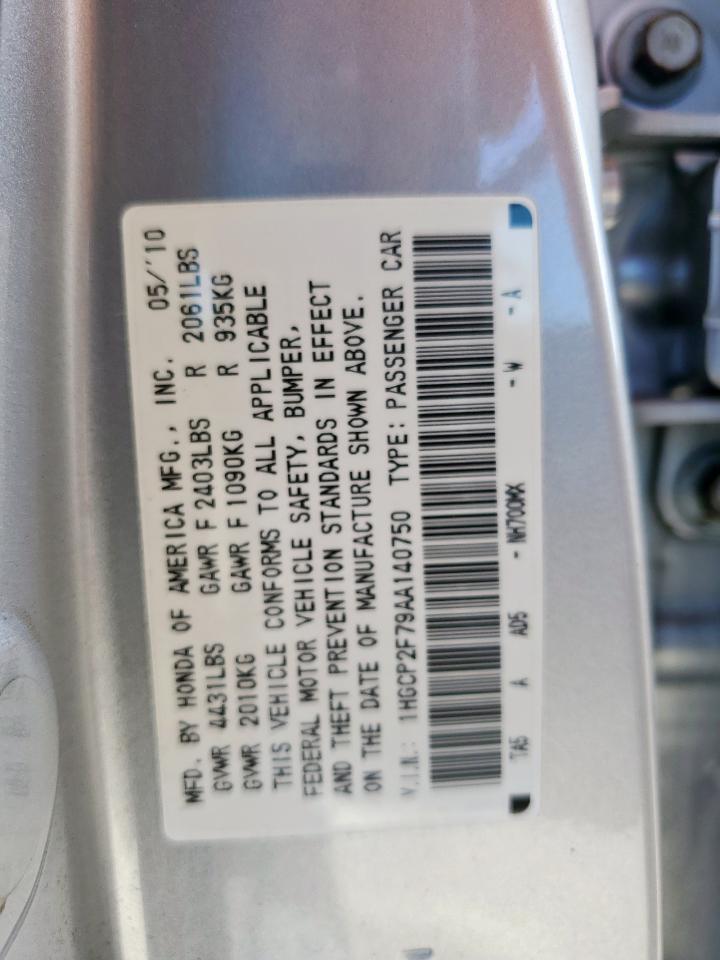 MFD. BY HONDA OF AMERICA MFG., INC. 05/'10
GVWR 4431LBS GAWR F 2403LBS R 2061LBS
GVWR 2010KG GAWR F 1090KG R 935KG
THIS VEHICLE CONFORMS TO ALL APPLICABLE
FEDERAL MOTOR VEHICLE SAFETY, BUMPER,
AND THEFT PREVENTION STANDARDS IN EFFECT
ON THE DATE OF MANUFACTURE SHOWN ABOVE.
V.I.N.: 1HGCP2F79AA140750 TYPE: PASSENGER CAR
TA5 A AD5 - NH700MX - W - A